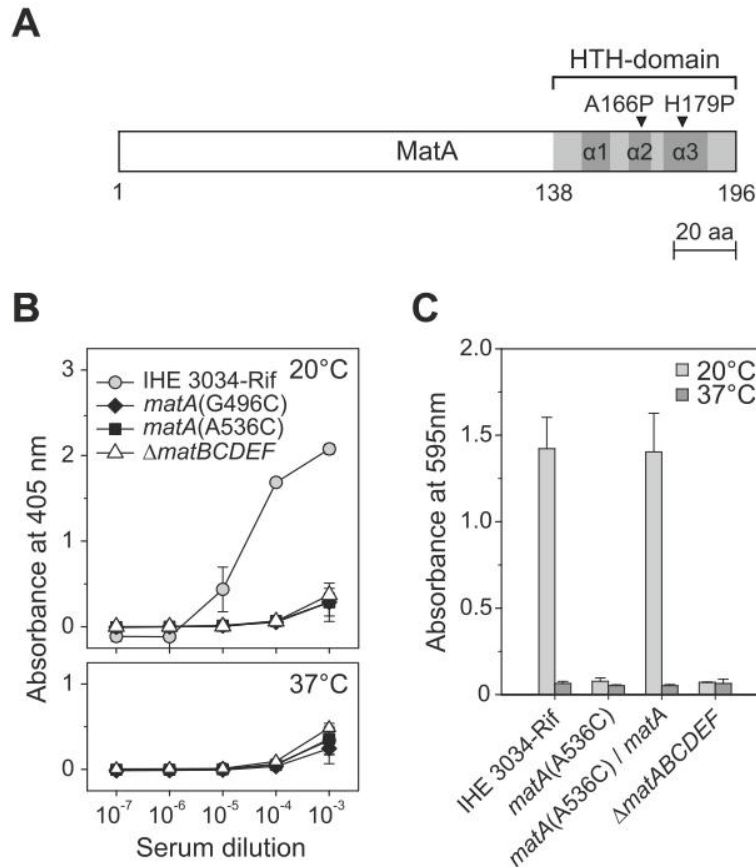 A
HTH-domain
A166P H179P
MatA α1 α2 α3
1 138 196
20 aa
B
Absorbance at 405 nm
3
2
1
0
20°C
IHE 3034-Rif
matA(G496C)
matA(A536C)
ΔmatBCDEF
1
0
37°C
10⁻⁷ 10⁻⁶ 10⁻⁵ 10⁻⁴ 10⁻³
Serum dilution
C
Absorbance at 595nm
2.0
1.5
1.0
0.5
0
20°C
37°C
IHE 3034-Rif
matA(A536C)
matA(A536C) / matA
ΔmatABCDEF